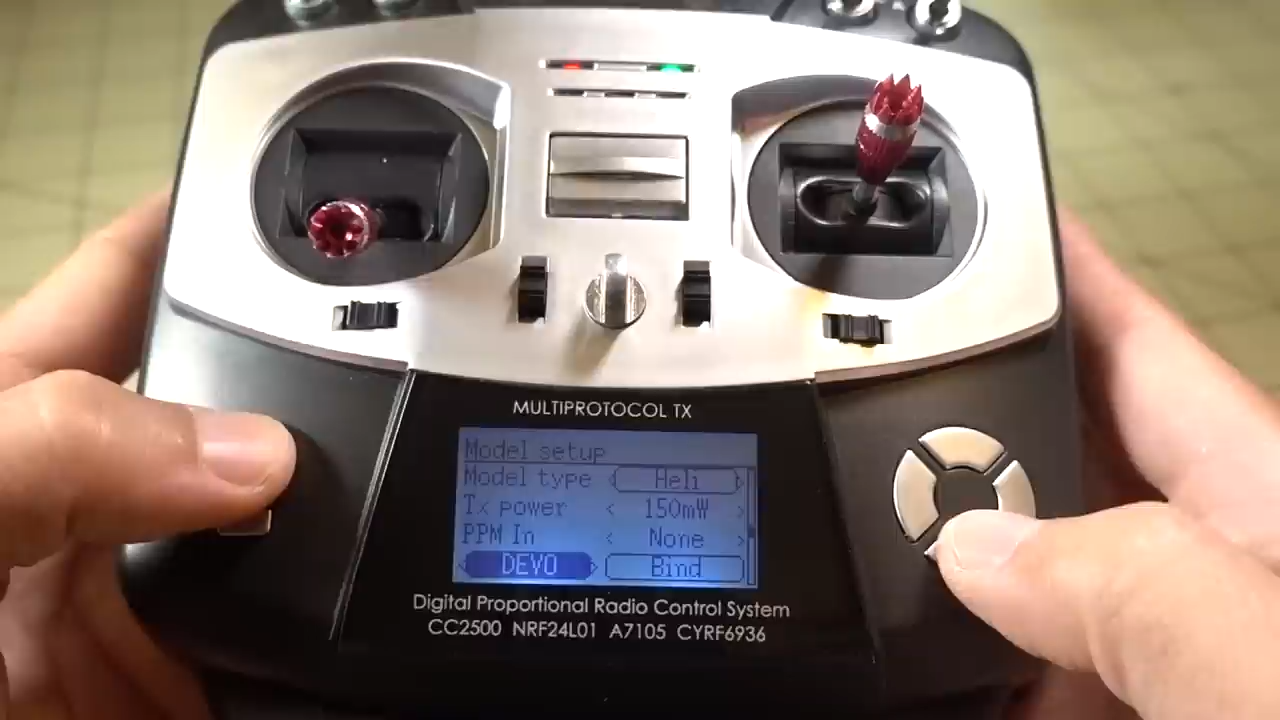 MULTIPROTOCOL TX
Model setup
Model type Heli
Tx power < 150mW >
PPM In < None >
DEVO Bind
Digital Proportional Radio Control System
CC2500 NRF24L01 A7105 CYRF6936